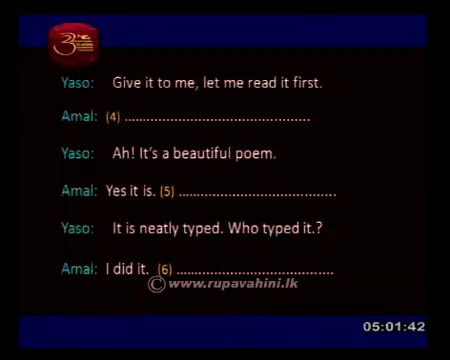 Yaso: Give it to me, let me read it first.
Amal: (4) ................................................
Yaso: Ah! It's a beautiful poem.
Amal: Yes it is. (5) ........................................
Yaso: It is neatly typed. Who typed it.?
Amal: I did it. (6) ........................................
© www.rupavahini.lk
05:01:42